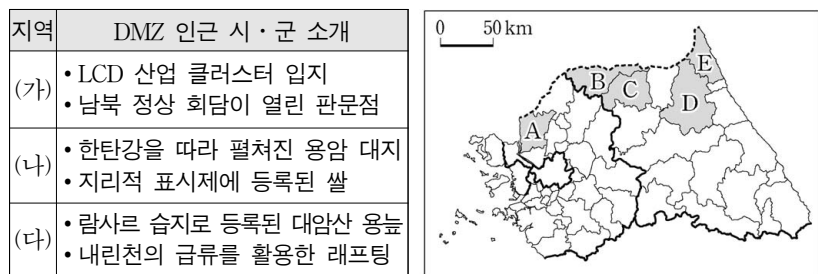 지역 DMZ 인근 시·군 소개
(가) • LCD 산업 클러스터 입지
• 남북 정상 회담이 열린 판문점
(나) • 한탄강을 따라 펼쳐진 용암 대지
• 지리적 표시제에 등록된 쌀
(다) • 람사르 습지로 등록된 대암산 용늪
• 내린천의 급류를 활용한 래프팅
0 50km
A
B
C
D
E